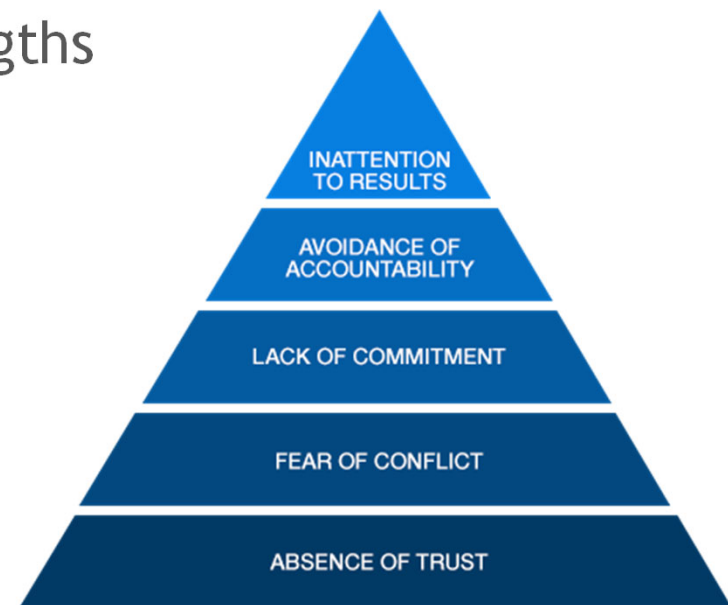 gths
INATTENTION
TO RESULTS
AVOIDANCE OF
ACCOUNTABILITY
LACK OF COMMITMENT
FEAR OF CONFLICT
ABSENCE OF TRUST